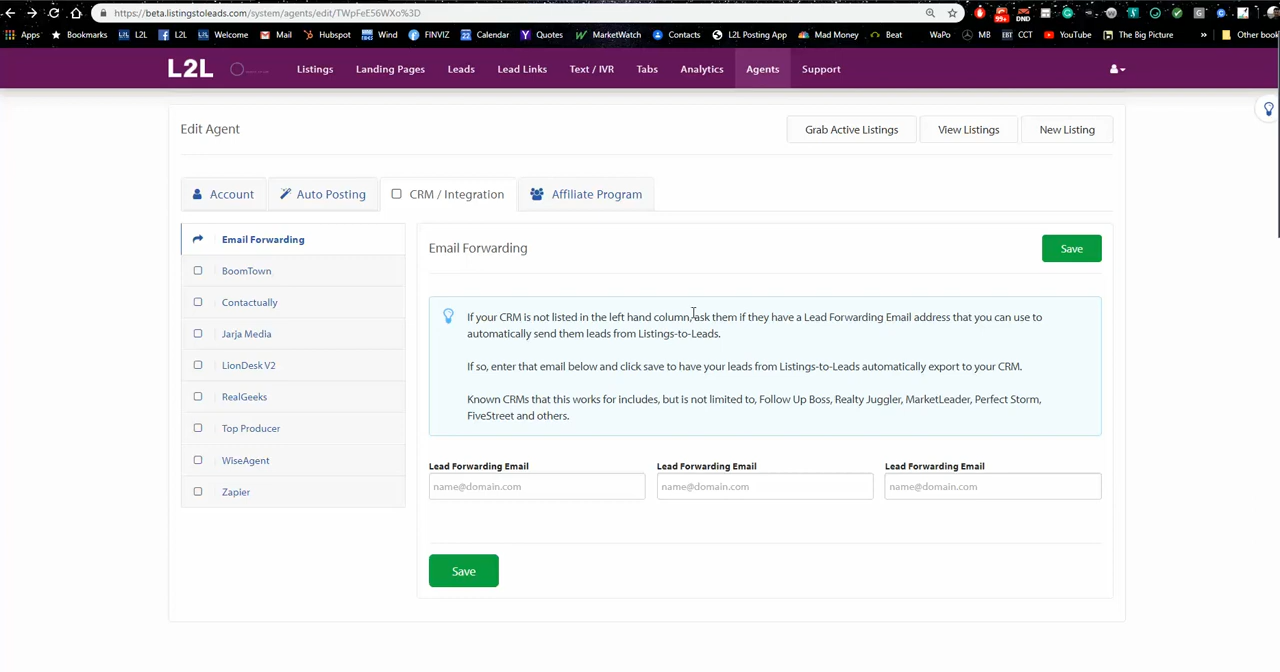 https://beta.listingstoleads.com/system/agents/edit/TWpFeE56WXo%3D
99+
DND
Apps
Bookmarks
L2L
L2L
Welcome
Mail
Hubspot
Wind
FINVIZ
Calendar
Quotes
MarketWatch
Contacts
L2L Posting App
Mad Money
Beat
WaPo
MB
EBT CCT
YouTube
The Big Picture
»
Other book
L2L
Listings
Landing Pages
Leads
Lead Links
Text / IVR
Tabs
Analytics
Agents
Support
Edit Agent
Grab Active Listings
View Listings
New Listing
Account
Auto Posting
CRM / Integration
Affiliate Program
Email Forwarding
BoomTown
Contactually
Jarja Media
LionDesk V2
RealGeeks
Top Producer
WiseAgent
Zapier
Email Forwarding
Save
If your CRM is not listed in the left hand column, ask them if they have a Lead Forwarding Email address that you can use to
automatically send them leads from Listings-to-Leads.
If so, enter that email below and click save to have your leads from Listings-to-Leads automatically export to your CRM.
Known CRMs that this works for includes, but is not limited to, Follow Up Boss, Realty Juggler, MarketLeader, Perfect Storm,
FiveStreet and others.
Lead Forwarding Email
Lead Forwarding Email
Lead Forwarding Email
name@domain.com
name@domain.com
name@domain.com
Save